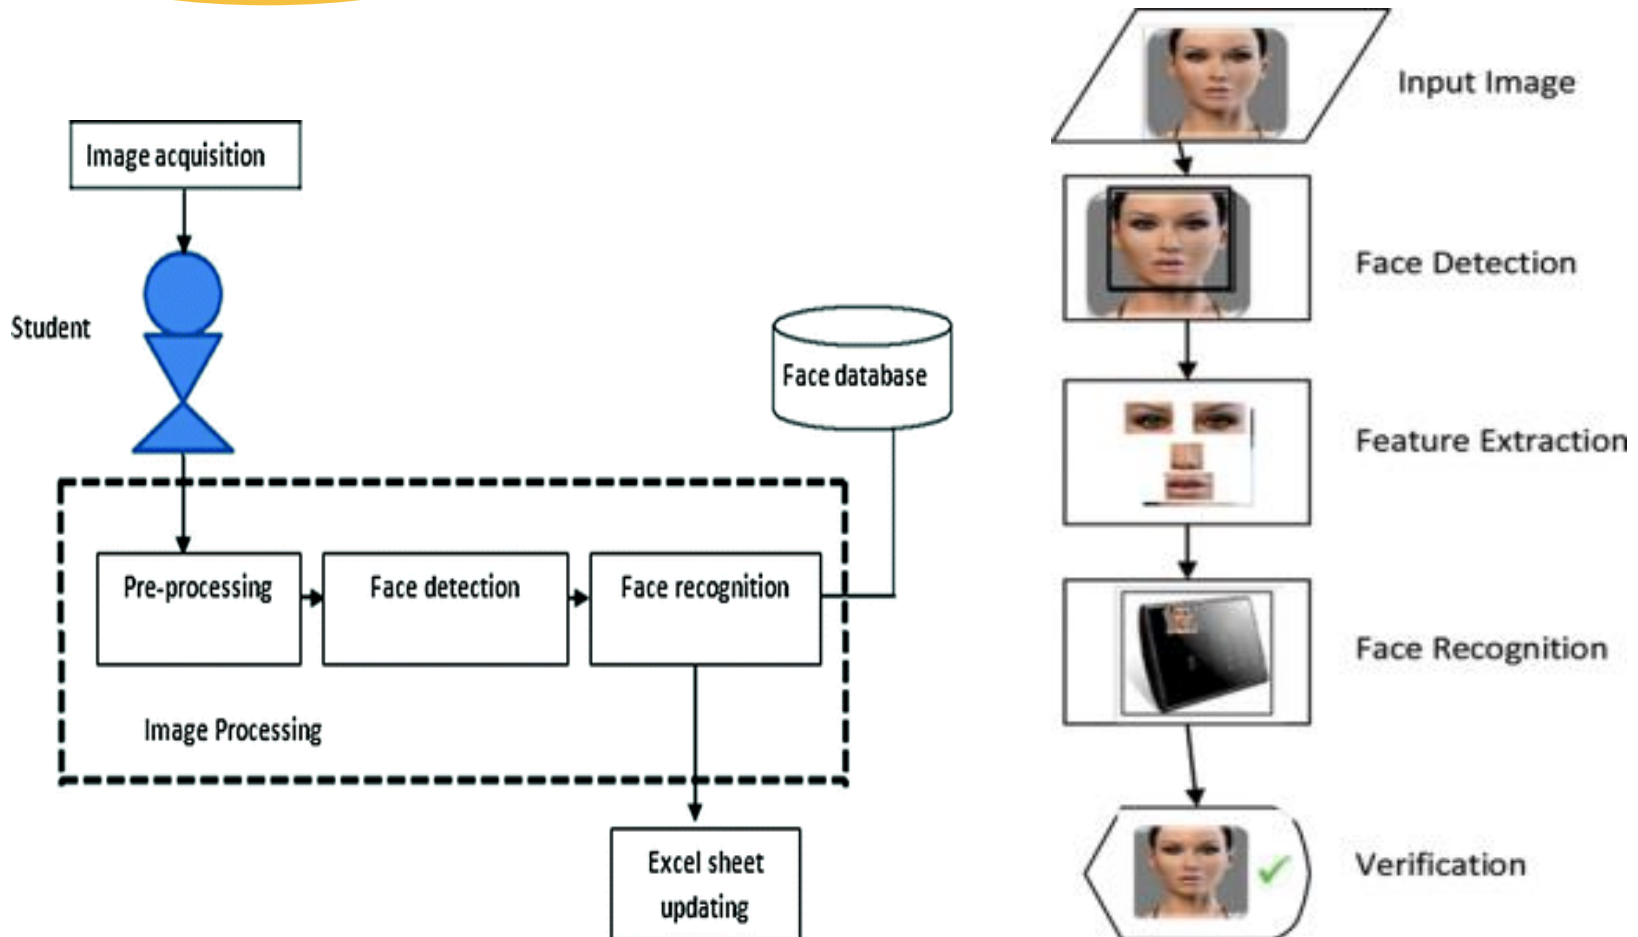 Image acquisition
Student
Face database
Pre-processing
Face detection
Face recognition
Image Processing
Excel sheet
updating
Input Image
Face Detection
Feature Extraction
Face Recognition
Verification